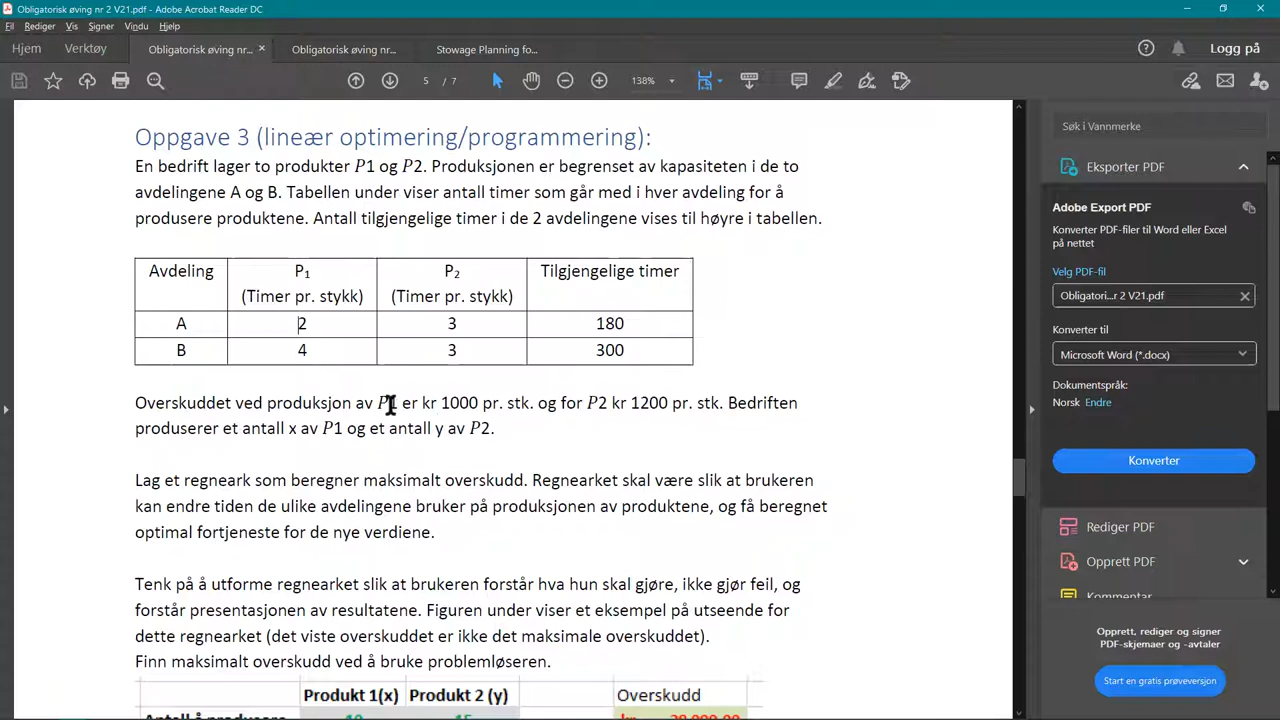 Obligatorisk øving nr 2 V21.pdf - Adobe Acrobat Reader DC
Fil Rediger Vis Signer Vindu Hjelp
Hjem Verktøy Obligatorisk øving nr... × Obligatorisk øving nr... Stowage Planning fo... Logg på
5 / 7 138%
Oppgave 3 (lineær optimering/programmering):
En bedrift lager to produkter P1 og P2. Produksjonen er begrenset av kapasiteten i de to
avdelingene A og B. Tabellen under viser antall timer som går med i hver avdeling for å
produsere produktene. Antall tilgjengelige timer i de 2 avdelingene vises til høyre i tabellen.
Avdeling P₁ P₂ Tilgjengelige timer
(Timer pr. stykk) (Timer pr. stykk)
A 2 3 180
B 4 3 300
Overskuddet ved produksjon av P1 er kr 1000 pr. stk. og for P2 kr 1200 pr. stk. Bedriften
produserer et antall x av P1 og et antall y av P2.
Lag et regneark som beregner maksimalt overskudd. Regnearket skal være slik at brukeren
kan endre tiden de ulike avdelingene bruker på produksjonen av produktene, og få beregnet
optimal fortjeneste for de nye verdiene.
Tenk på å utforme regnearket slik at brukeren forstår hva hun skal gjøre, ikke gjør feil, og
forstår presentasjonen av resultatene. Figuren under viser et eksempel på utseende for
dette regnearket (det viste overskuddet er ikke det maksimale overskuddet).
Finn maksimalt overskudd ved å bruke problemløseren.
Produkt 1(x) Produkt 2 (y) Overskudd
Antall å produsere 10 15 kr 28 000,00
Søk i Vannmerke
Eksporter PDF
Adobe Export PDF
Konverter PDF-filer til Word eller Excel
på nettet
Velg PDF-fil
Obligatori...r 2 V21.pdf
Konverter til
Microsoft Word (*.docx)
Dokumentspråk:
Norsk Endre
Konverter
Rediger PDF
Opprett PDF
Kommentar
Opprett, rediger og signer
PDF-skjemaer og -avtaler
Start en gratis prøveversjon